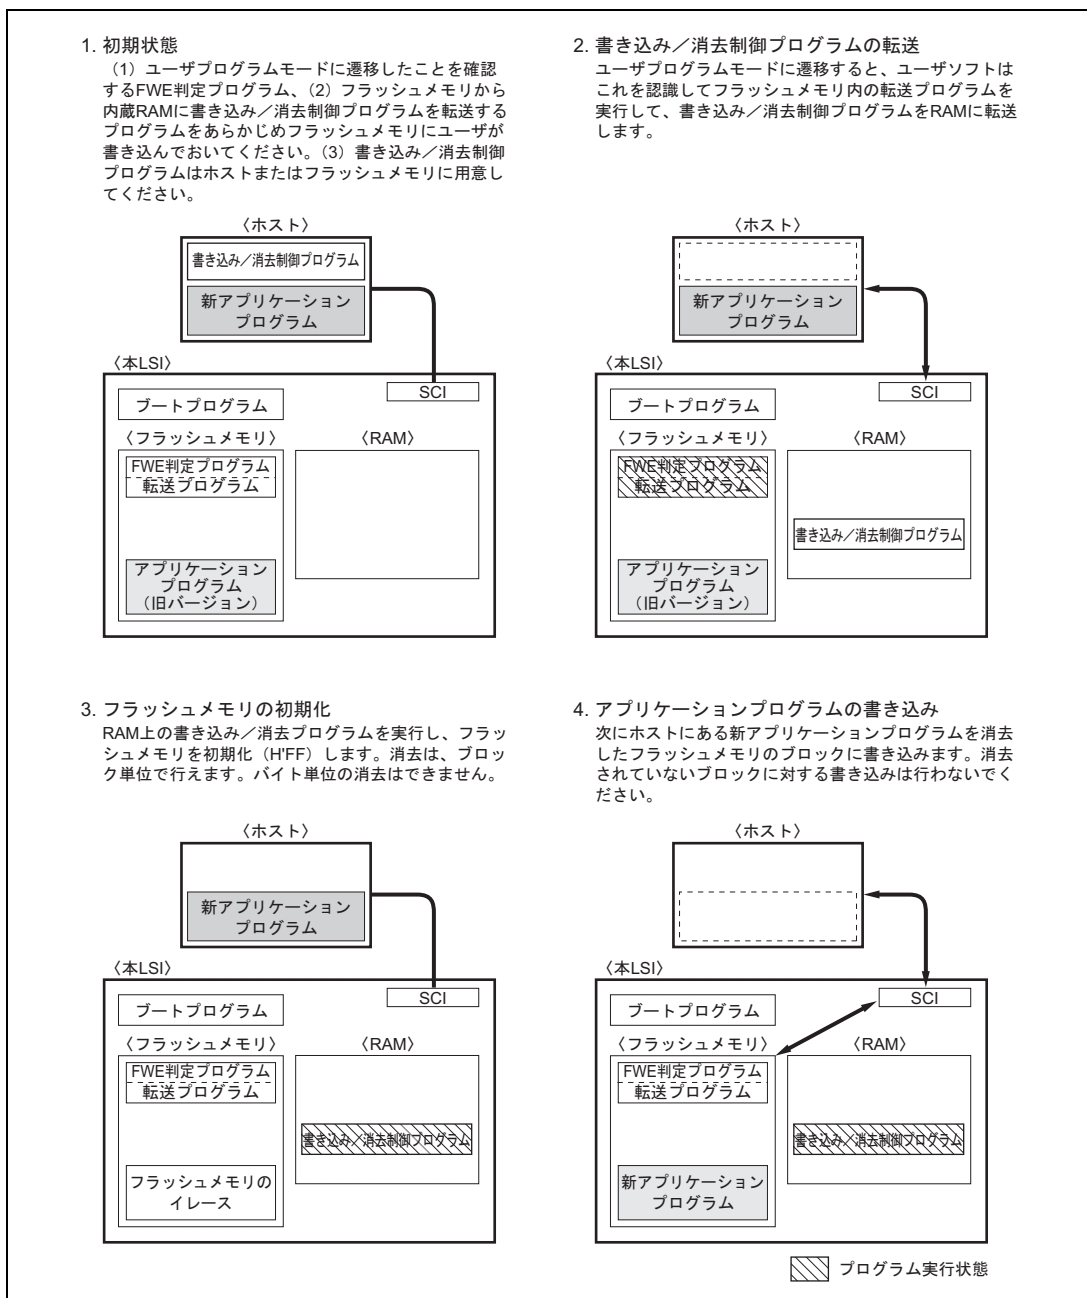 1. 初期状態
（1）ユーザプログラムモードに遷移したことを確認
するFWE判定プログラム、（2）フラッシュメモリから
内蔵RAMに書き込み／消去制御プログラムを転送する
プログラムをあらかじめフラッシュメモリにユーザが
書き込んでおいてください。（3）書き込み／消去制御
プログラムはホストまたはフラッシュメモリに用意し
てください。
〈ホスト〉
書き込み／消去制御プログラム
新アプリケーション
プログラム
〈本LSI〉
SCI
ブートプログラム
〈フラッシュメモリ〉
〈RAM〉
FWE判定プログラム
転送プログラム
アプリケーション
プログラム
（旧バージョン）
2. 書き込み／消去制御プログラムの転送
ユーザプログラムモードに遷移すると、ユーザソフトは
これを認識してフラッシュメモリ内の転送プログラムを
実行して、書き込み／消去制御プログラムをRAMに転送
します。
〈ホスト〉
新アプリケーション
プログラム
〈本LSI〉
SCI
ブートプログラム
〈フラッシュメモリ〉
〈RAM〉
FWE判定プログラム
転送プログラム
書き込み／消去制御プログラム
アプリケーション
プログラム
（旧バージョン）
3. フラッシュメモリの初期化
RAM上の書き込み／消去プログラムを実行し、フラッ
シュメモリを初期化（H'FF）します。消去は、ブロッ
ク単位で行えます。バイト単位の消去はできません。
〈ホスト〉
新アプリケーション
プログラム
〈本LSI〉
SCI
ブートプログラム
〈フラッシュメモリ〉
〈RAM〉
FWE判定プログラム
転送プログラム
書き込み／消去制御プログラム
フラッシュメモリの
イレース
4. アプリケーションプログラムの書き込み
次にホストにある新アプリケーションプログラムを消去
したフラッシュメモリのブロックに書き込みます。消去
されていないブロックに対する書き込みは行わないでく
ださい。
〈ホスト〉
〈本LSI〉
SCI
ブートプログラム
〈フラッシュメモリ〉
〈RAM〉
FWE判定プログラム
転送プログラム
書き込み／消去制御プログラム
新アプリケーション
プログラム
プログラム実行状態